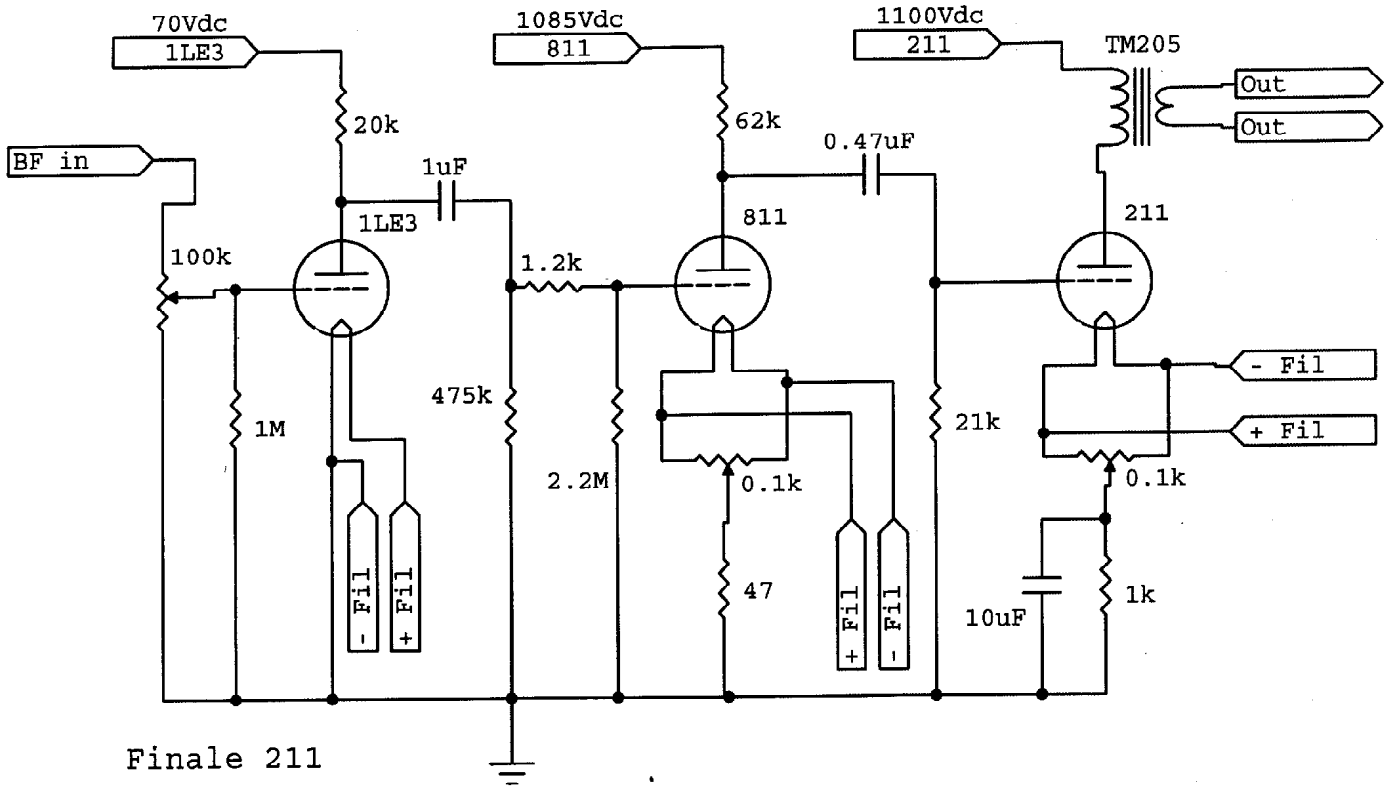 70Vdc
1LE3
1085Vdc
811
1100Vdc
211
TM205
Out
Out
20k
62k
0.47uF
BF in
1uF
1LE3
811
211
100k
1.2k
- Fil
+ Fil
475k
1M
21k
2.2M
0.1k
0.1k
- Fil
+ Fil
47
+ Fil
- Fil
10uF
1k
Finale 211